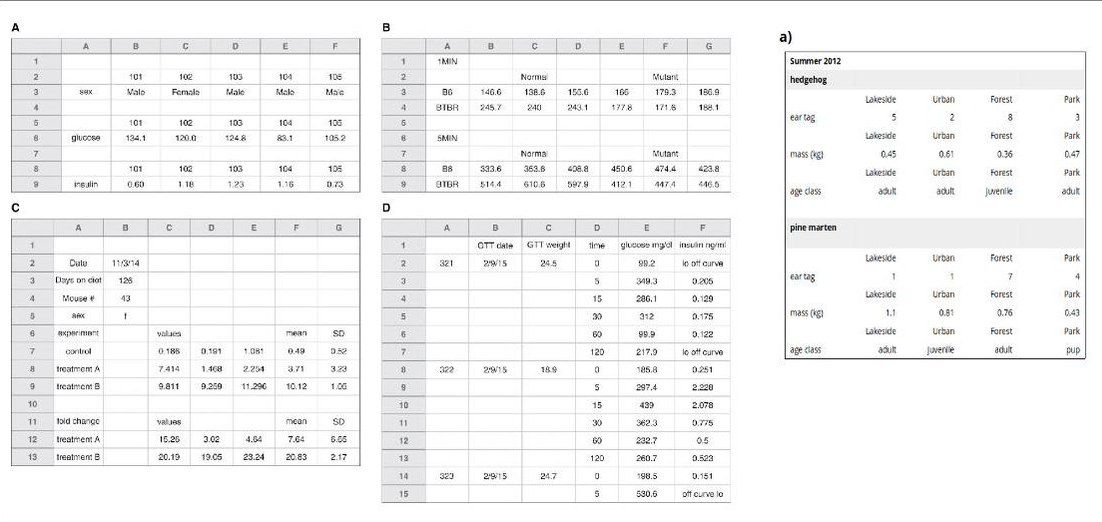 A
A B C D E F
1
2 101 102 103 104 105
3 sex Male Female Male Male Male
4
5 101 102 103 104 105
6 glucose 134.1 120.0 124.8 83.1 105.2
7
8 101 102 103 104 105
9 insulin 0.60 1.18 1.23 1.16 0.73
B
A B C D E F G
1 1MIN
2 Normal Mutant
3 B6 146.6 138.6 155.6 166 179.3 186.9
4 BTBR 245.7 240 243.1 177.8 171.6 188.1
5
6 5MIN
7 Normal Mutant
8 B6 333.6 353.6 408.8 450.6 474.4 423.8
9 BTBR 514.4 610.6 597.9 412.1 447.4 446.5
C
A B C D E F G
1
2 Date 11/3/14
3 Days on diet 126
4 Mouse # 43
5 sex f
6 experiment values mean SD
7 control 0.186 0.191 1.081 0.49 0.52
8 treatment A 7.414 1.468 2.254 3.71 3.23
9 treatment B 9.811 9.259 11.296 10.12 1.05
10
11 fold change values mean SD
12 treatment A 15.26 3.02 4.64 7.64 6.65
13 treatment B 20.19 19.05 23.24 20.83 2.17
D
A B C D E F
1 GTT date GTT weight time glucose mg/dl insulin ng/ml
2 321 2/9/15 24.5 0 99.2 lo off curve
3 5 349.3 0.205
4 15 286.1 0.129
5 30 312 0.175
6 60 99.9 0.122
7 120 217.9 lo off curve
8 322 2/9/15 18.9 0 185.8 0.251
9 5 297.4 2.228
10 15 439 2.078
11 30 362.3 0.775
12 60 232.7 0.5
13 120 260.7 0.523
14 323 2/9/15 24.7 0 198.5 0.151
15 5 530.6 off curve lo
a)
Summer 2012
hedgehog
Lakeside Urban Forest Park
ear tag 5 2 8 3
Lakeside Urban Forest Park
mass (kg) 0.45 0.61 0.36 0.47
Lakeside Urban Forest Park
age class adult adult juvenile adult
pine marten
Lakeside Urban Forest Park
ear tag 1 1 7 4
Lakeside Urban Forest Park
mass (kg) 1.1 0.81 0.76 0.43
Lakeside Urban Forest Park
age class adult juvenile adult pup